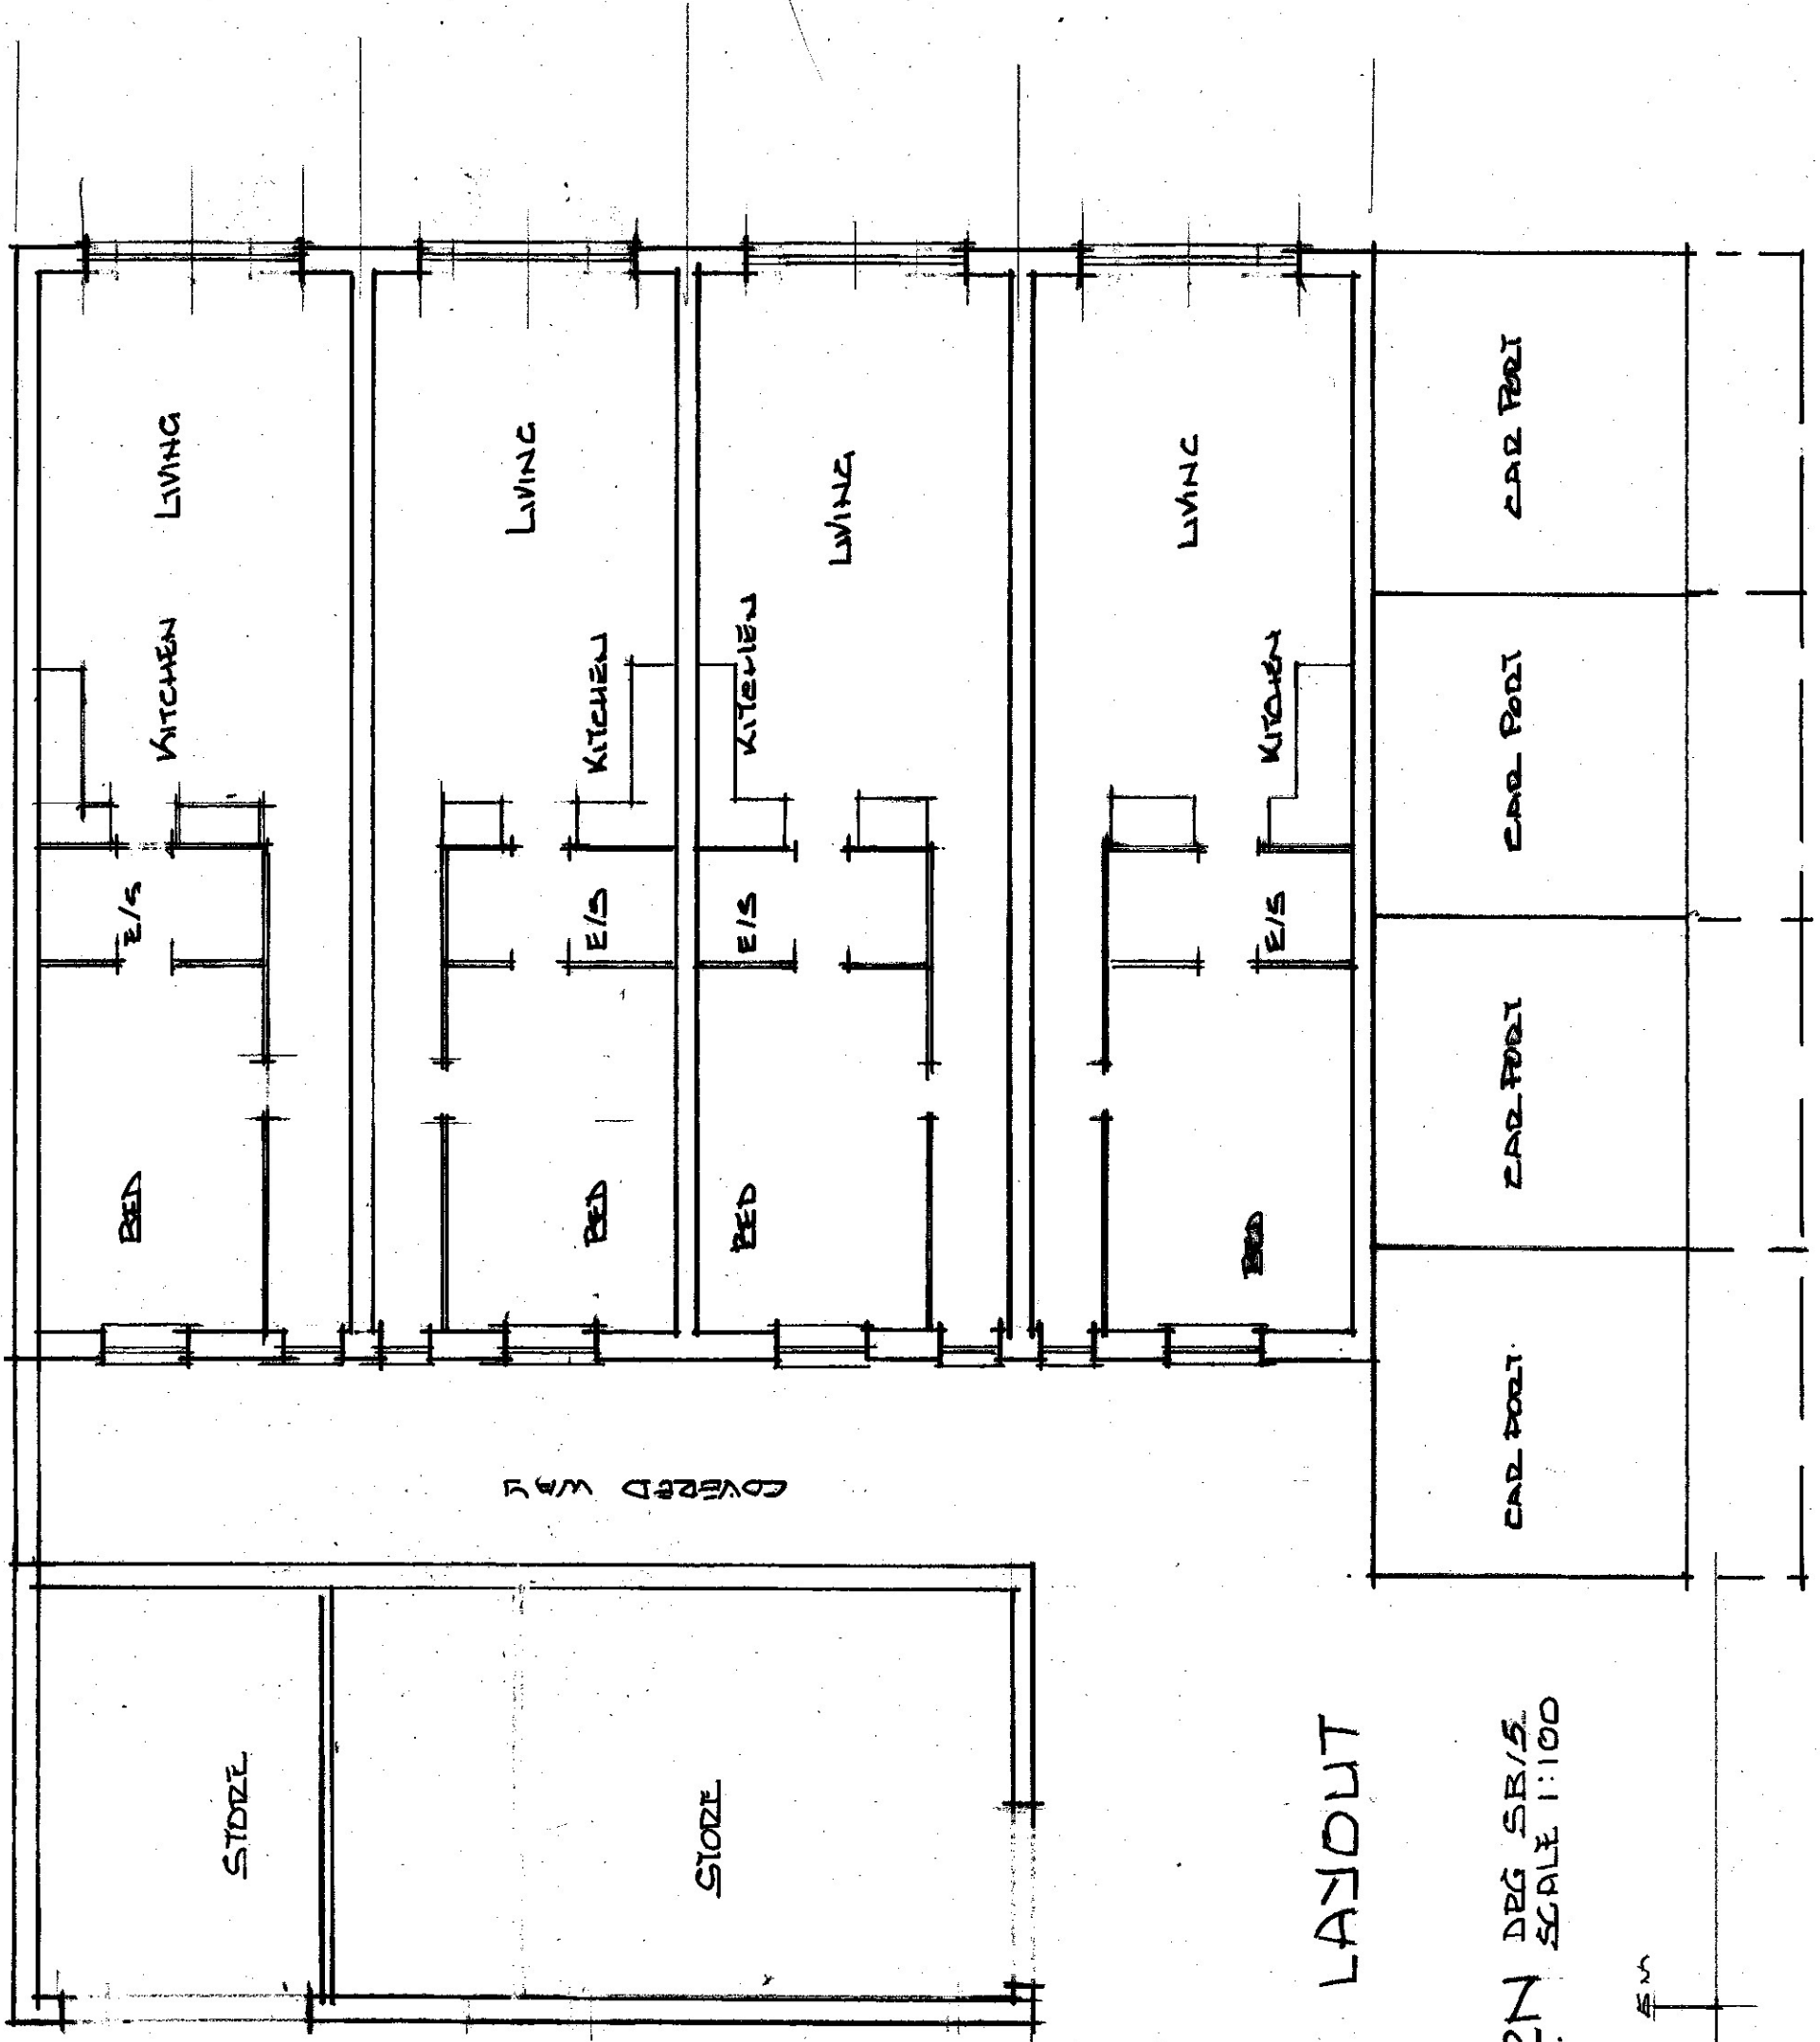 LIVING
LIVING
LIVING
LIVING
KITCHEN
KITCHEN
KITCHEN
KITCHEN
E/S
E/S
E/S
E/S
BED
BED
BED
BED
CAR PORT
CAR PORT
CAR PORT
CAR PORT
COVERED WAY
STORE
STORE
LAYOUT
DRG SB/5
SCALE 1:100